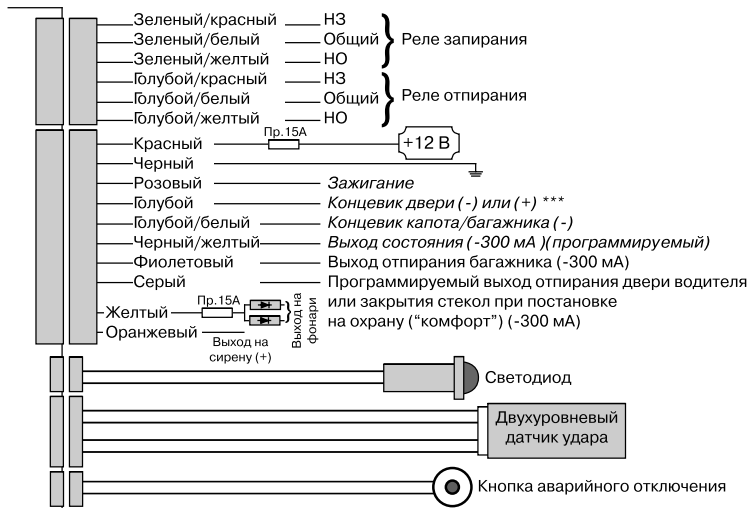 Зеленый/красный НЗ
Зеленый/белый Общий Реле запирания
Зеленый/желтый НО
Голубой/красный НЗ
Голубой/белый Общий Реле отпирания
Голубой/желтый НО
Красный Пр.15А +12 В
Черный
Розовый Зажигание
Голубой Концевик двери (-) или (+) ***
Голубой/белый Концевик капота/багажника (-)
Черный/желтый Выход состояния (-300 мА )(программируемый)
Фиолетовый Выход отпирания багажника (-300 мА)
Серый Программируемый выход отпирания двери водителя
или закрытия стекол при постановке
на охрану (“комфорт”) (-300 мА)
Желтый Пр.15А Выход на
фонари
Оранжевый Выход на
сирену (+)
Светодиод
Двухуровневый
датчик удара
Кнопка аварийного отключения